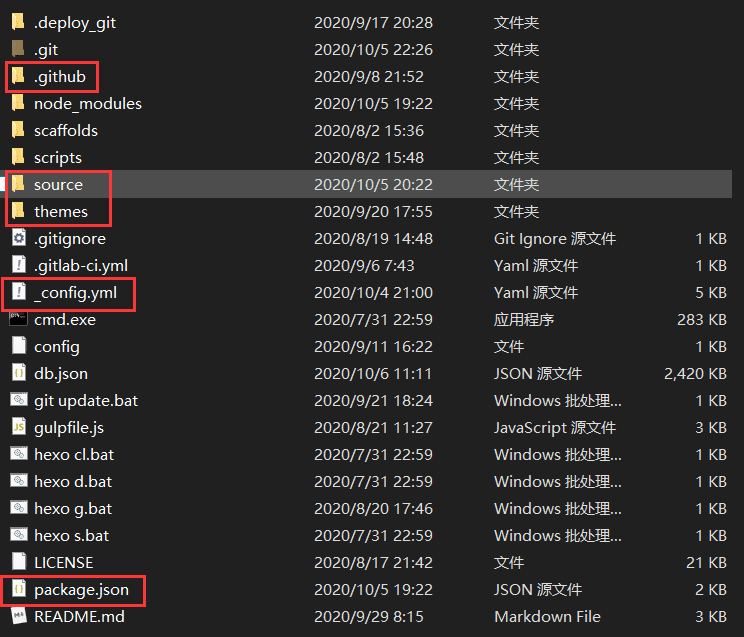 .deploy_git 2020/9/17 20:28 文件夹
.git 2020/10/5 22:26 文件夹
.github 2020/9/8 21:52 文件夹
node_modules 2020/10/5 19:22 文件夹
scaffolds 2020/8/2 15:36 文件夹
scripts 2020/8/2 15:48 文件夹
source 2020/10/5 20:22 文件夹
themes 2020/9/20 17:55 文件夹
.gitignore 2020/8/19 14:48 Git Ignore 源文件 1 KB
.gitlab-ci.yml 2020/9/6 7:43 Yaml 源文件 1 KB
_config.yml 2020/10/4 21:00 Yaml 源文件 5 KB
cmd.exe 2020/7/31 22:59 应用程序 283 KB
config 2020/9/11 16:22 文件 1 KB
db.json 2020/10/6 11:11 JSON 源文件 2,420 KB
git update.bat 2020/9/21 18:24 Windows 批处理... 1 KB
gulpfile.js 2020/8/21 11:27 JavaScript 源文件 3 KB
hexo cl.bat 2020/7/31 22:59 Windows 批处理... 1 KB
hexo d.bat 2020/7/31 22:59 Windows 批处理... 1 KB
hexo g.bat 2020/8/20 17:46 Windows 批处理... 1 KB
hexo s.bat 2020/7/31 22:59 Windows 批处理... 1 KB
LICENSE 2020/8/17 21:42 文件 21 KB
package.json 2020/10/5 19:22 JSON 源文件 2 KB
README.md 2020/9/29 8:15 Markdown File 3 KB